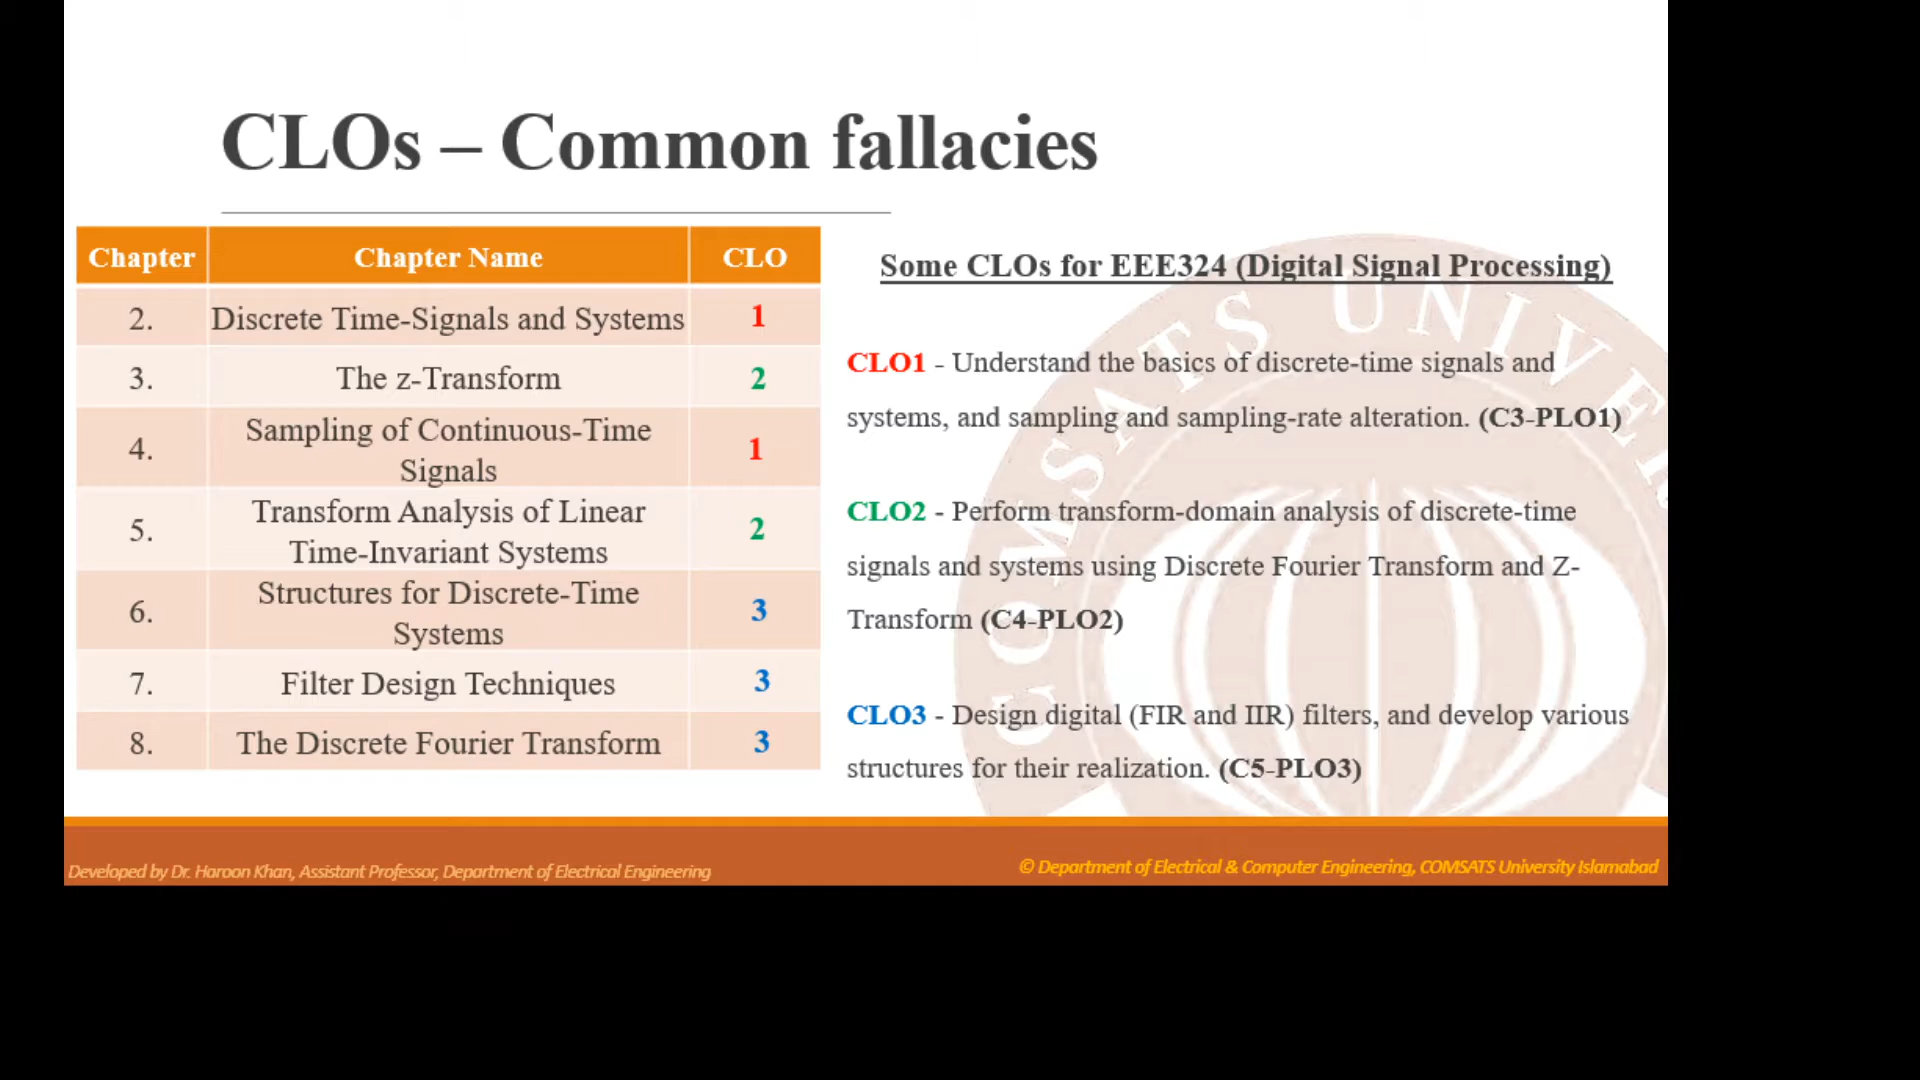 CLOs – Common fallacies
Chapter Chapter Name CLO
2. Discrete Time-Signals and Systems 1
3. The z-Transform 2
4. Sampling of Continuous-Time Signals 1
5. Transform Analysis of Linear Time-Invariant Systems 2
6. Structures for Discrete-Time Systems 3
7. Filter Design Techniques 3
8. The Discrete Fourier Transform 3
Some CLOs for EEE324 (Digital Signal Processing)
CLO1 - Understand the basics of discrete-time signals and
systems, and sampling and sampling-rate alteration. (C3-PLO1)
CLO2 - Perform transform-domain analysis of discrete-time
signals and systems using Discrete Fourier Transform and Z-
Transform (C4-PLO2)
CLO3 - Design digital (FIR and IIR) filters, and develop various
structures for their realization. (C5-PLO3)
COMSATS UNIVER
Developed by Dr. Haroon Khan, Assistant Professor, Department of Electrical Engineering
© Department of Electrical & Computer Engineering, COMSATS University Islamabad